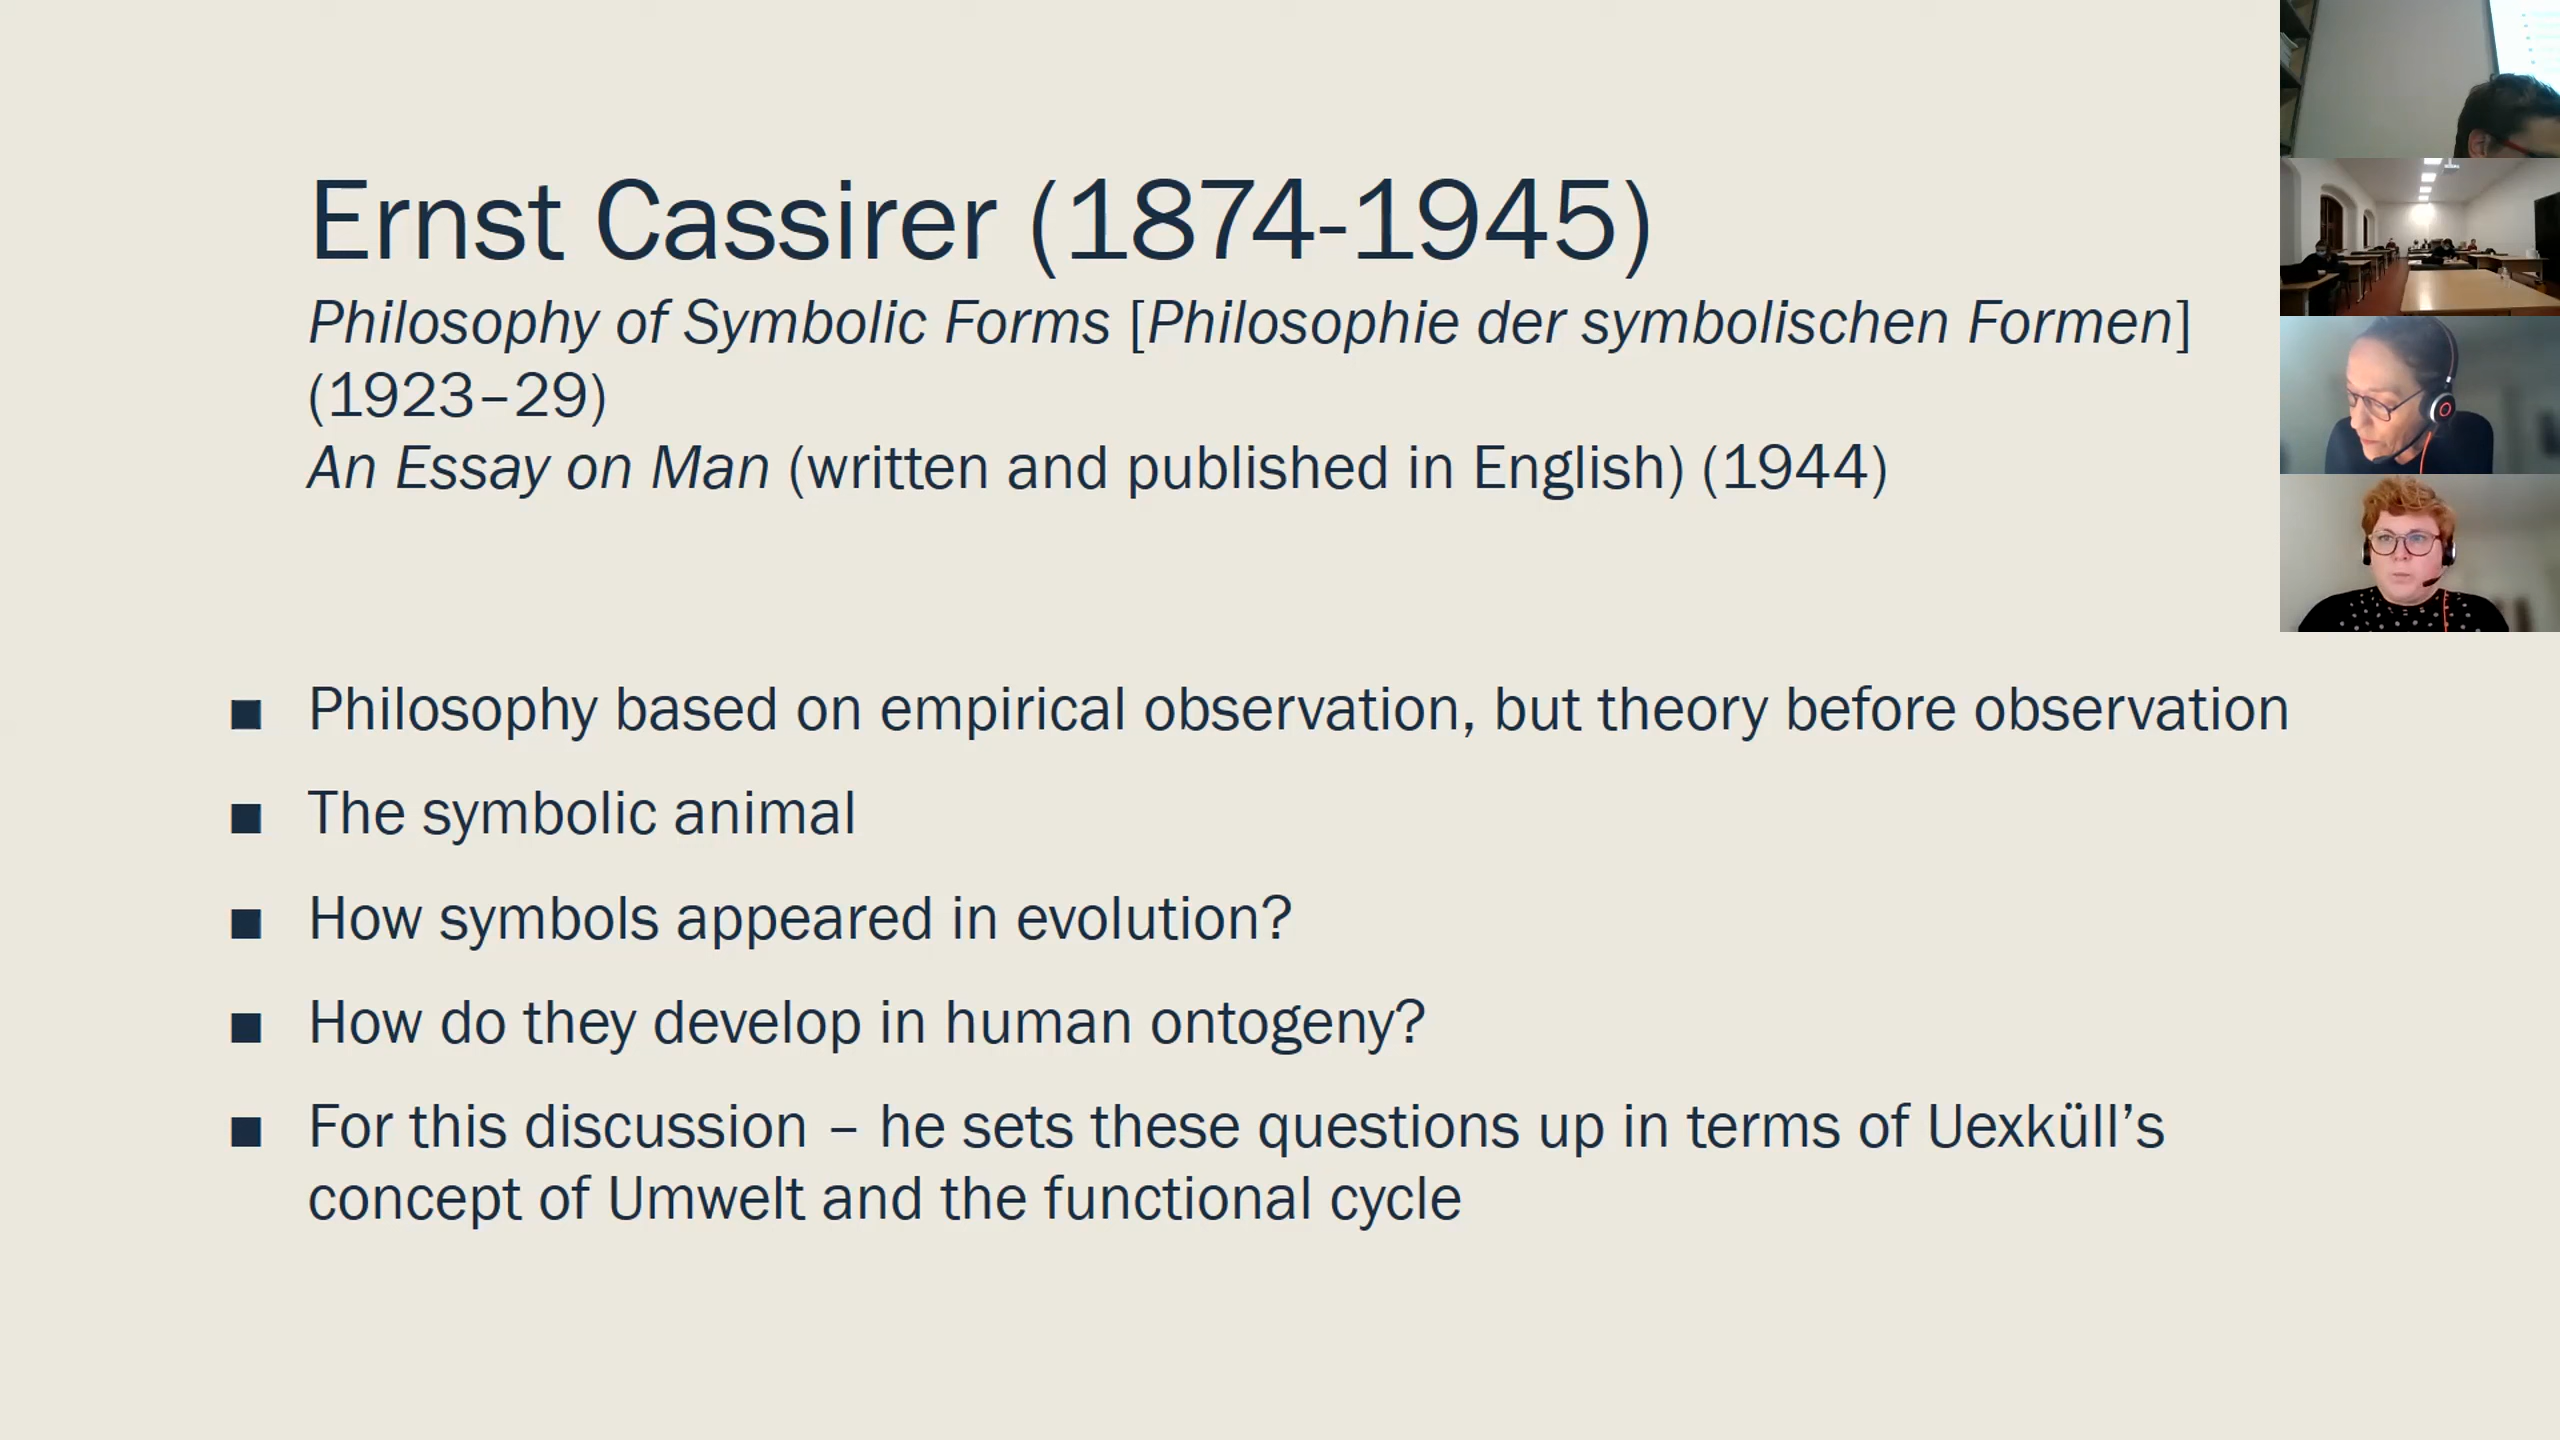 Ernst Cassirer (1874-1945)
Philosophy of Symbolic Forms [Philosophie der symbolischen Formen]
(1923–29)
An Essay on Man (written and published in English) (1944)
■ Philosophy based on empirical observation, but theory before observation
■ The symbolic animal
■ How symbols appeared in evolution?
■ How do they develop in human ontogeny?
■ For this discussion – he sets these questions up in terms of Uexküll’s
concept of Umwelt and the functional cycle